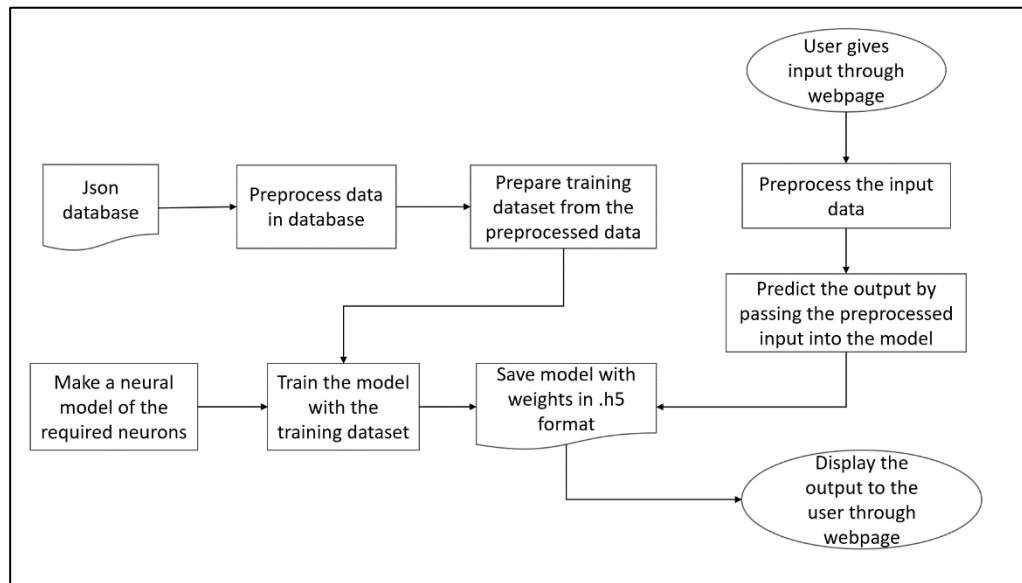 User gives
input through
webpage
Json
database
Preprocess data
in database
Prepare training
dataset from the
preprocessed data
Preprocess the input
data
Predict the output by
passing the preprocessed
input into the model
Make a neural
model of the
required neurons
Train the model
with the
training dataset
Save model with
weights in .h5
format
Display the
output to the
user through
webpage